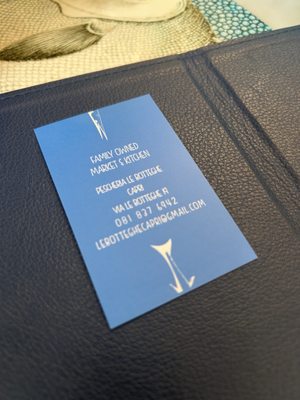 FAMILY OWNED
MARKET & KITCHEN
PESCHERIA LE BOTTEGHE
CAPRI
VIA LE BOTTEGHE 19
081 837 6942
LEBOTTEGHECAPRI@GMAIL.COM